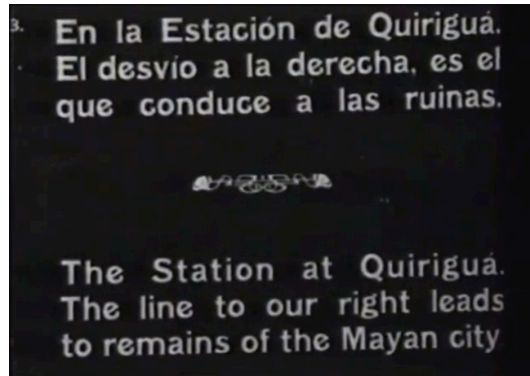 3. En la Estación de Quiriguá.
El desvío a la derecha, es el
que conduce a las ruinas.
The Station at Quiriguá.
The line to our right leads
to remains of the Mayan city